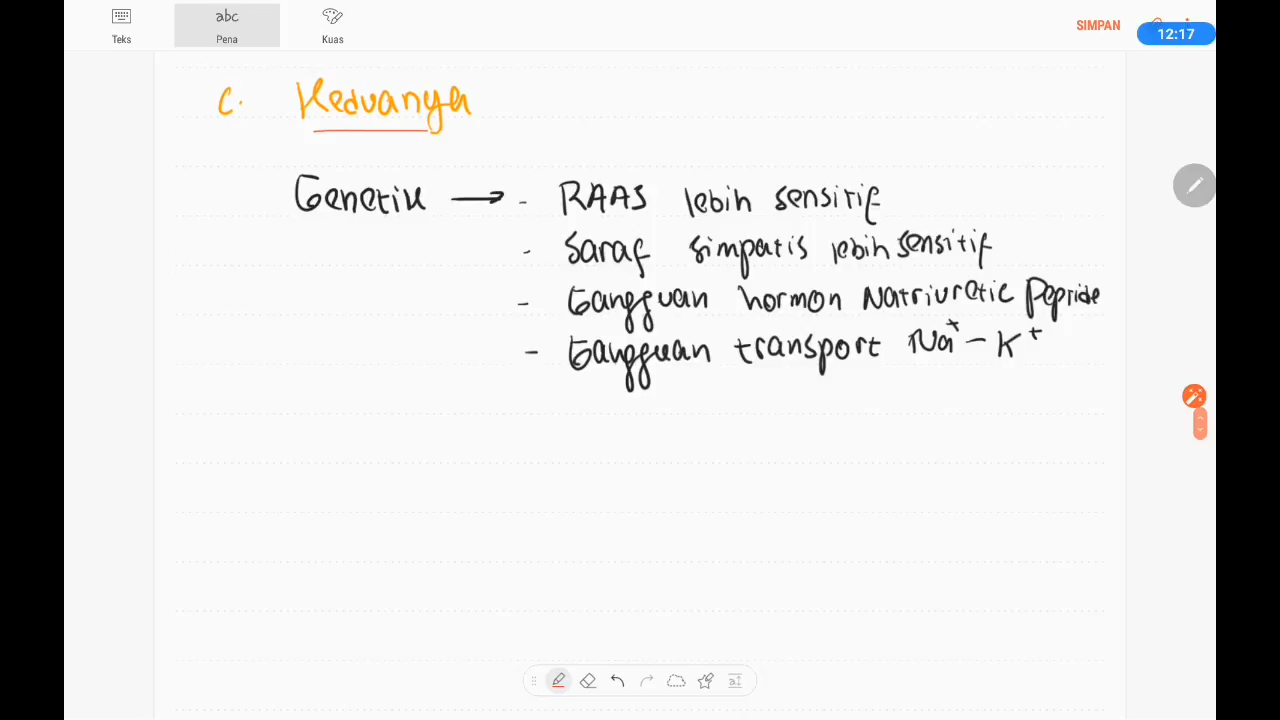 abc
Teks
Pena
Kuas
SIMPAN
12:17
C. Keduanya
Genetik → - RAAS lebih sensitif
- Saraf simpatis lebih sensitif
- Gangguan hormon Natriuretic Peptide
- Gangguan transport Na⁺ - K⁺